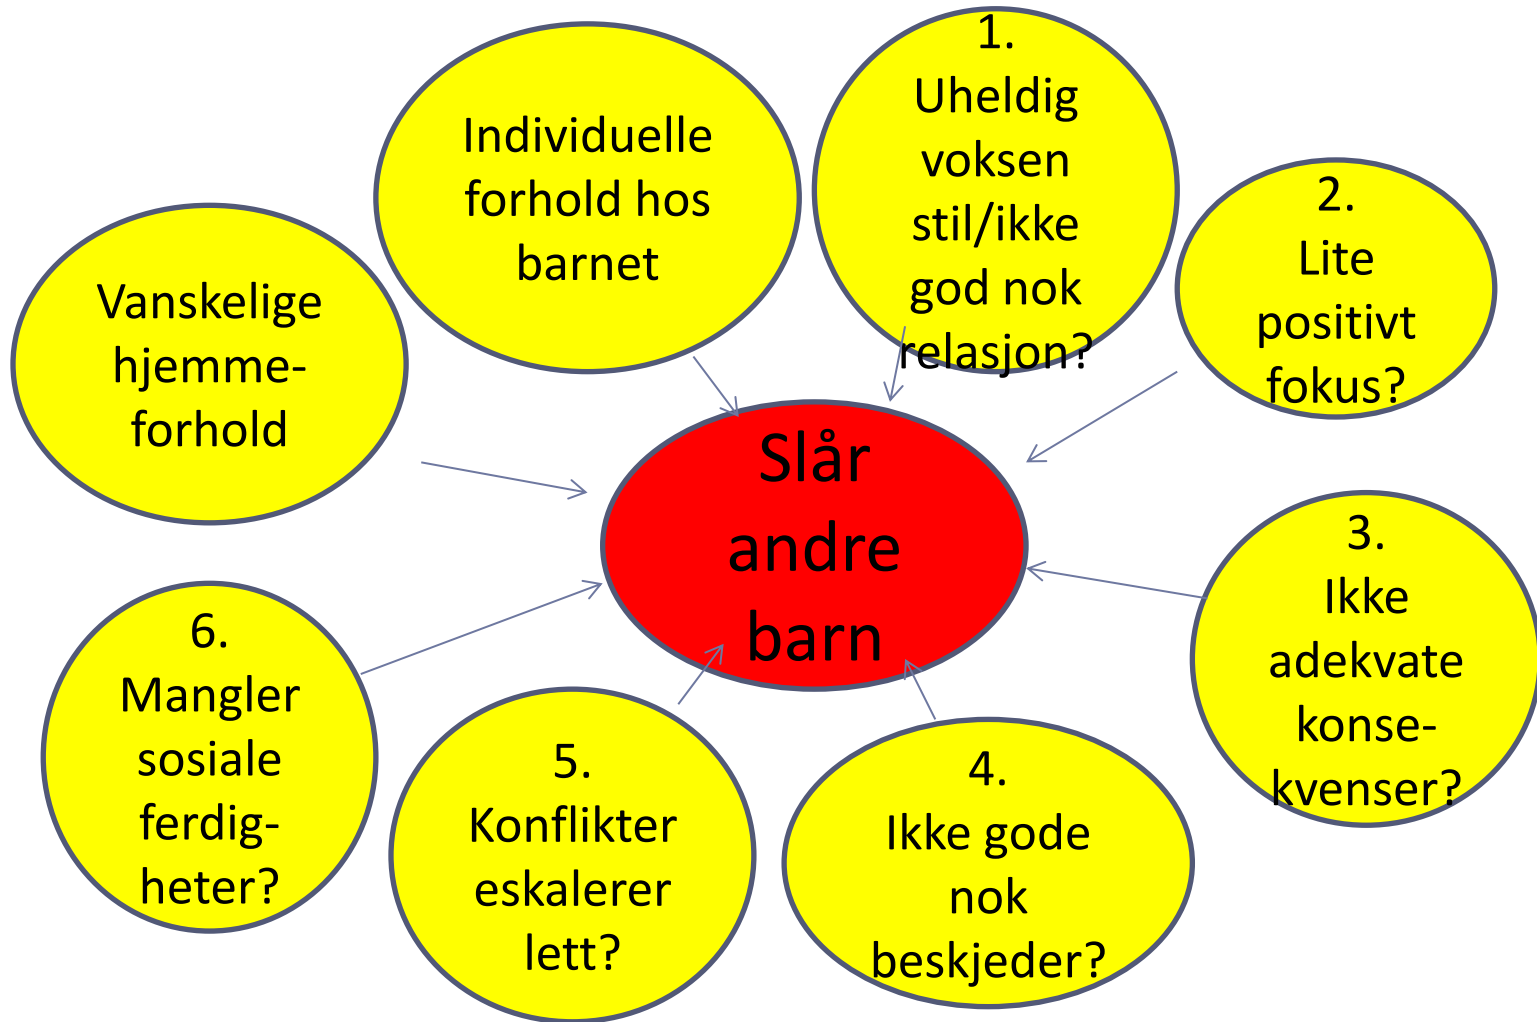 Individuelle
forhold hos
barnet
1.
Uheldig
voksen
stil/ikke
god nok
relasjon?
2.
Lite
positivt
fokus?
Vanskelige
hjemme-
forhold
Slår
andre
barn
3.
Ikke
adekvate
konse-
kvenser?
6.
Mangler
sosiale
ferdig-
heter?
5.
Konflikter
eskalerer
lett?
4.
Ikke gode
nok
beskjeder?